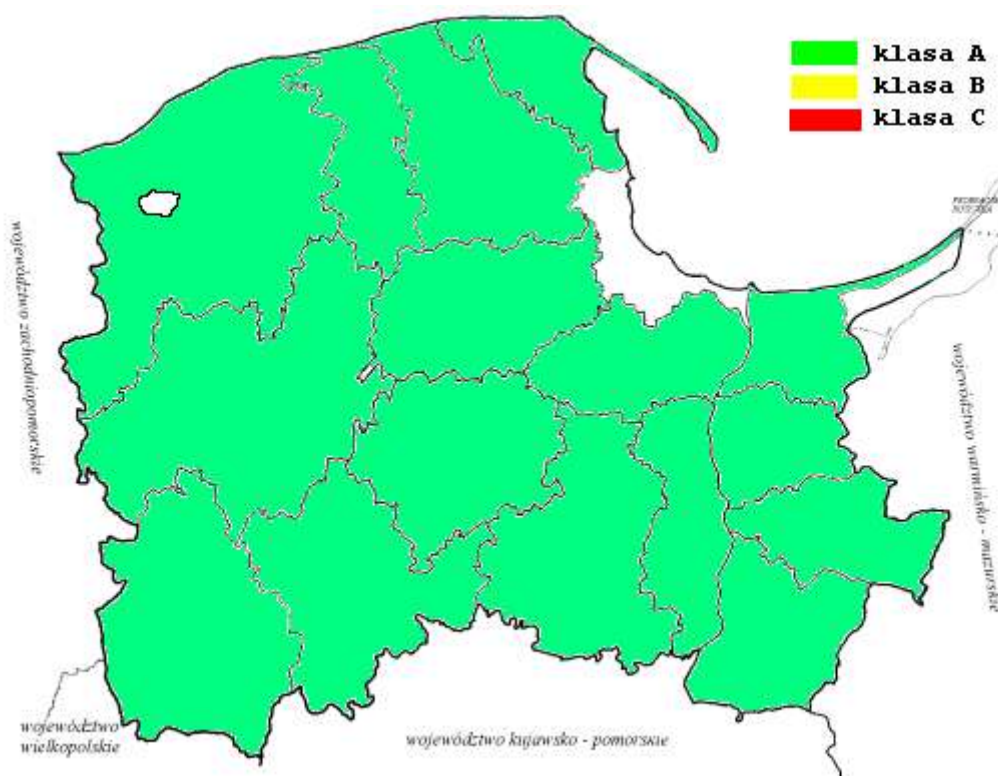 klasa A
klasa B
klasa C
województwo zachodniopomorskie
województwo warmińsko - mazurskie
województwo
wielkopolskie
województwo kujawsko - pomorskie